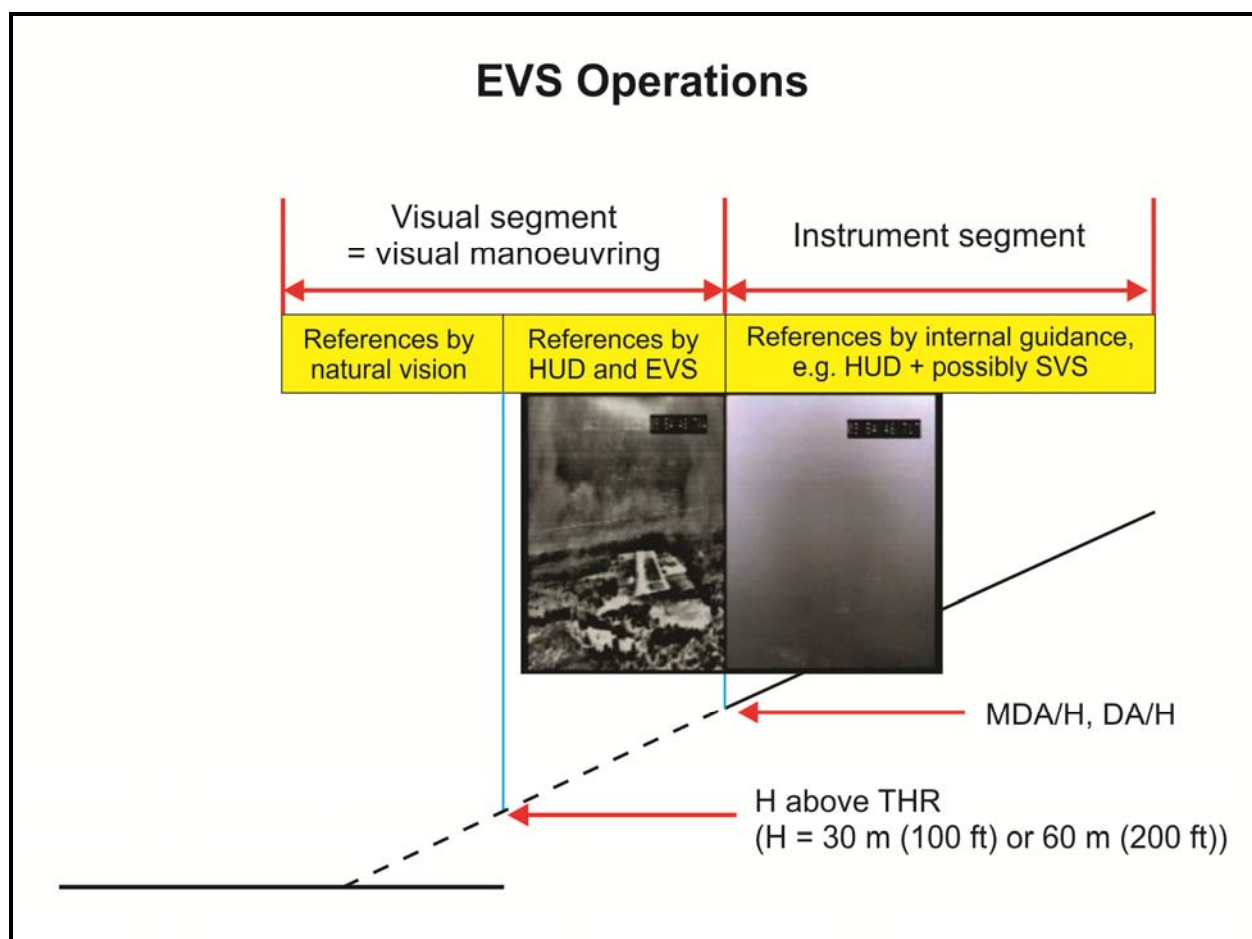 EVS Operations
Visual segment
= visual manoeuvring
Instrument segment
References by
natural vision
References by
HUD and EVS
References by internal guidance,
e.g. HUD + possibly SVS
MDA/H, DA/H
H above THR
(H = 30 m (100 ft) or 60 m (200 ft))